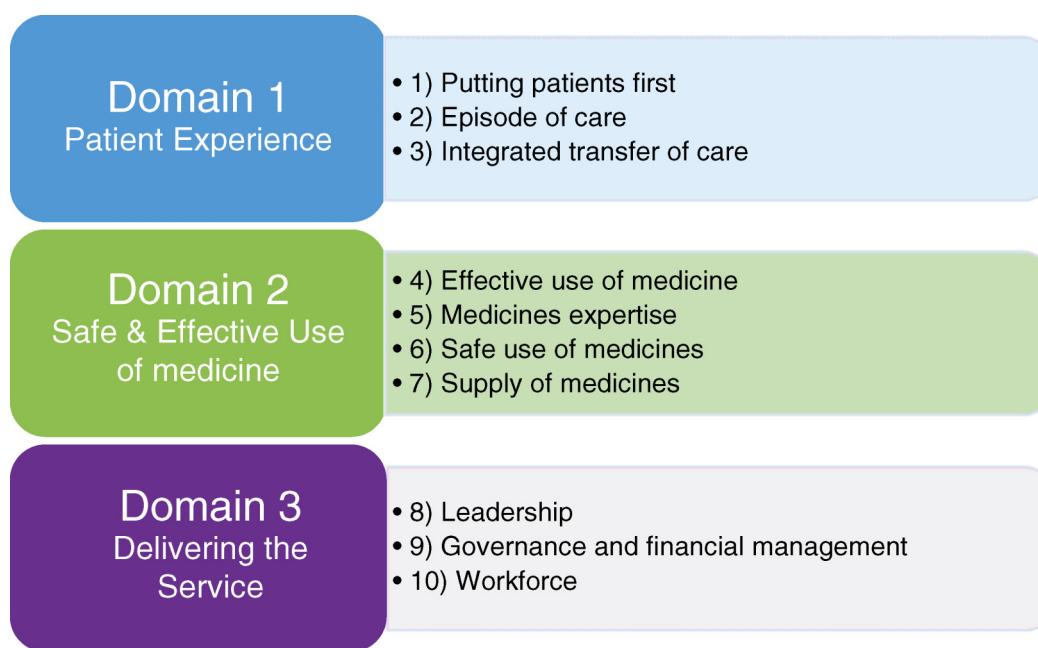 Domain 1
Patient Experience
• 1) Putting patients first
• 2) Episode of care
• 3) Integrated transfer of care
Domain 2
Safe & Effective Use
of medicine
• 4) Effective use of medicine
• 5) Medicines expertise
• 6) Safe use of medicines
• 7) Supply of medicines
Domain 3
Delivering the
Service
• 8) Leadership
• 9) Governance and financial management
• 10) Workforce